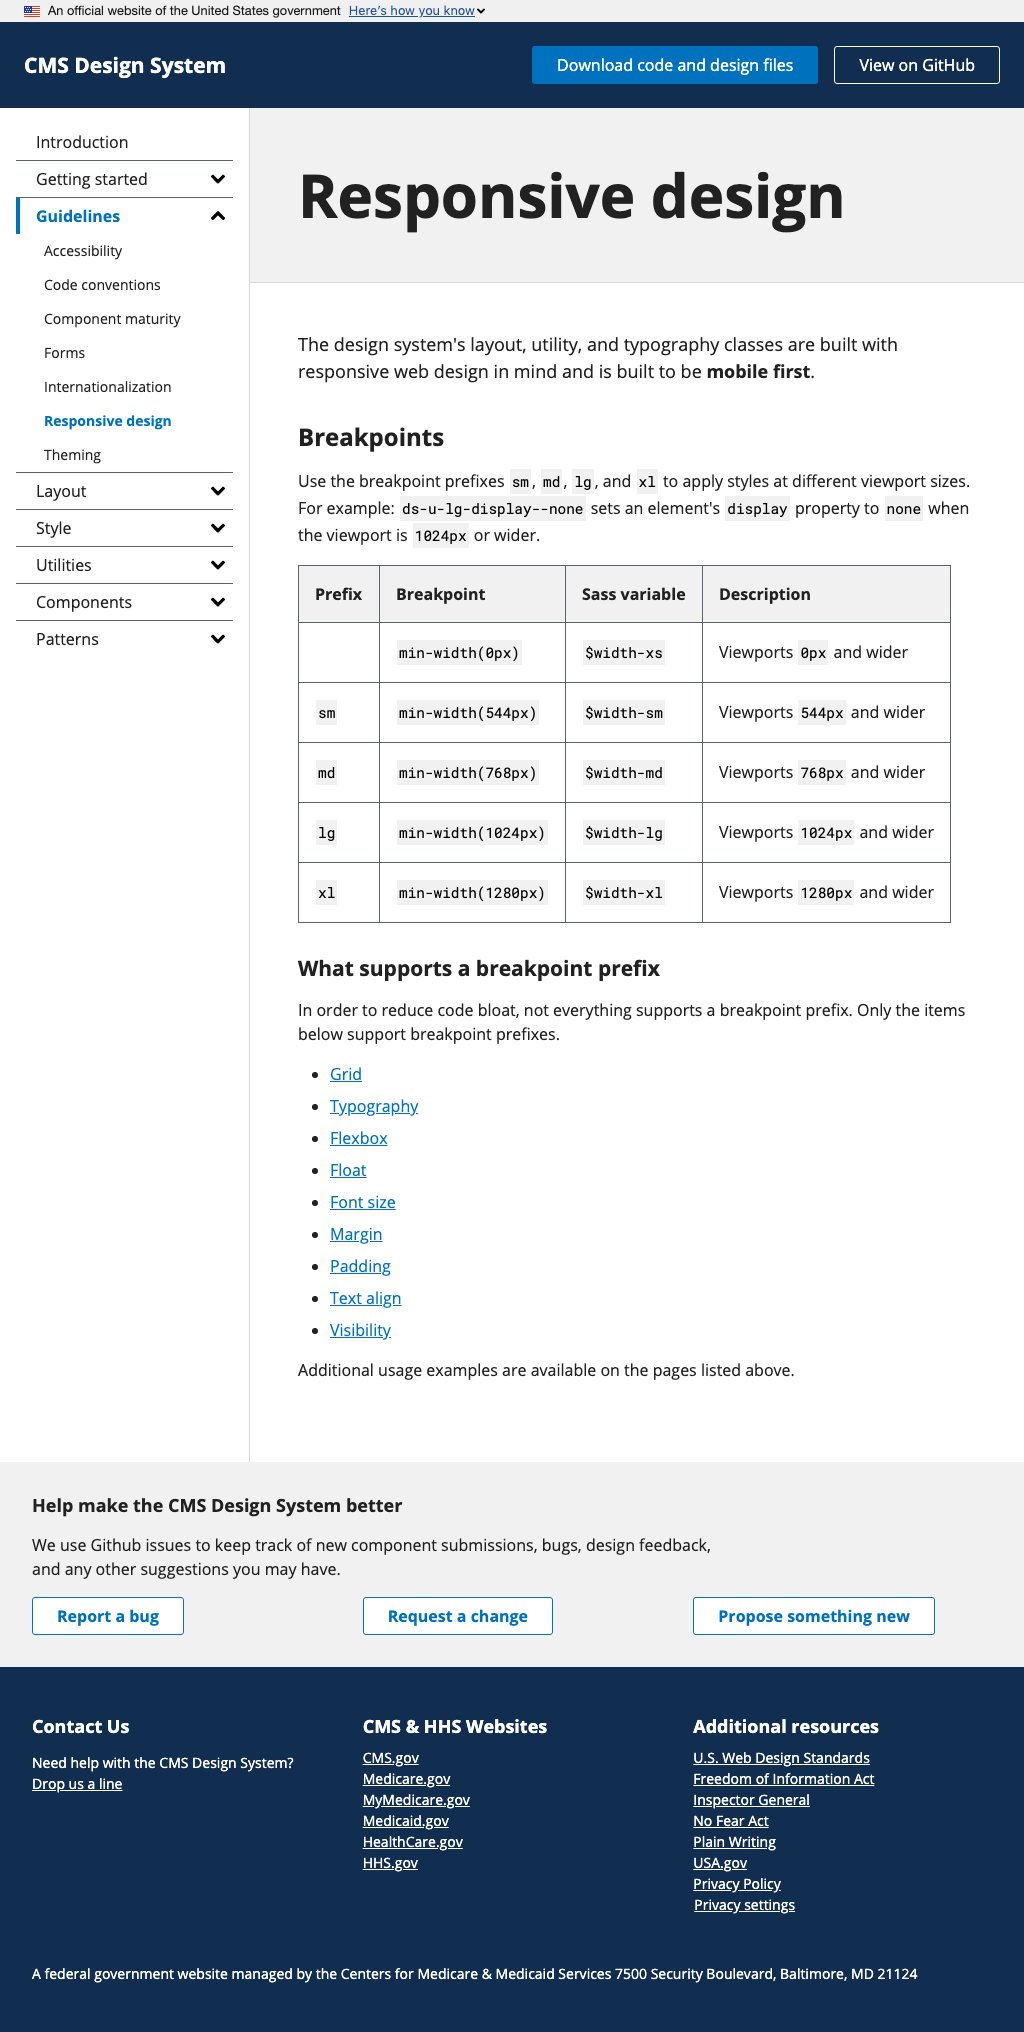 An official website of the United States government Here's how you know
CMS Design System
Download code and design files
View on GitHub
Introduction
Getting started
Guidelines
Accessibility
Code conventions
Component maturity
Forms
Internationalization
Responsive design
Theming
Layout
Style
Utilities
Components
Patterns
Responsive design
The design system's layout, utility, and typography classes are built with
responsive web design in mind and is built to be mobile first.
Breakpoints
Use the breakpoint prefixes sm, md, lg, and xl to apply styles at different viewport sizes.
For example: ds-u-lg-display--none sets an element's display property to none when
the viewport is 1024px or wider.
Prefix Breakpoint Sass variable Description
min-width(0px) $width-xs Viewports 0px and wider
sm min-width(544px) $width-sm Viewports 544px and wider
md min-width(768px) $width-md Viewports 768px and wider
lg min-width(1024px) $width-lg Viewports 1024px and wider
xl min-width(1280px) $width-xl Viewports 1280px and wider
What supports a breakpoint prefix
In order to reduce code bloat, not everything supports a breakpoint prefix. Only the items
below support breakpoint prefixes.
Grid
Typography
Flexbox
Float
Font size
Margin
Padding
Text align
Visibility
Additional usage examples are available on the pages listed above.
Help make the CMS Design System better
We use Github issues to keep track of new component submissions, bugs, design feedback,
and any other suggestions you may have.
Report a bug
Request a change
Propose something new
Contact Us
Need help with the CMS Design System?
Drop us a line
CMS & HHS Websites
CMS.gov
Medicare.gov
MyMedicare.gov
Medicaid.gov
HealthCare.gov
HHS.gov
Additional resources
U.S. Web Design Standards
Freedom of Information Act
Inspector General
No Fear Act
Plain Writing
USA.gov
Privacy Policy
Privacy settings
A federal government website managed by the Centers for Medicare & Medicaid Services 7500 Security Boulevard, Baltimore, MD 21124